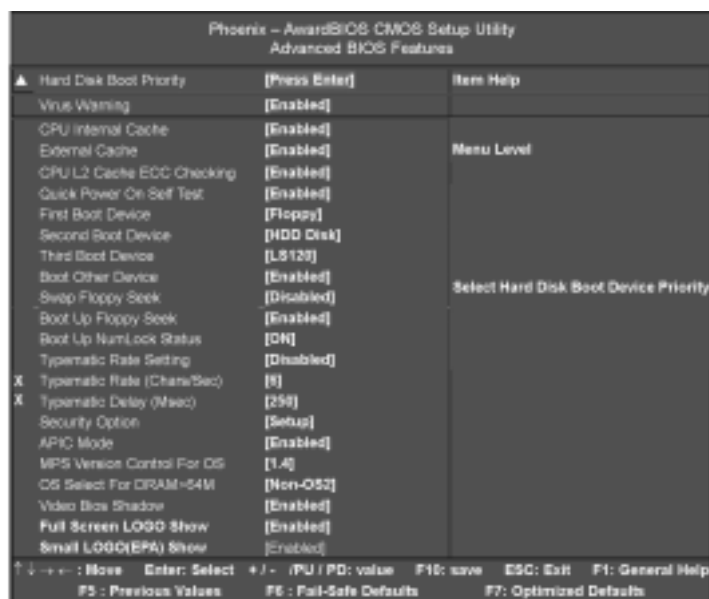 Phoenix – AwardBIOS CMOS Setup Utility
Advanced BIOS Features
▲ Hard Disk Boot Priority [Press Enter] Item Help
Virus Warning [Enabled]
CPU Internal Cache [Enabled]
External Cache [Enabled] Menu Level
CPU L2 Cache ECC Checking [Enabled]
Quick Power On Self Test [Enabled]
First Boot Device [Floppy]
Second Boot Device [HDD Disk]
Third Boot Device [LS120]
Boot Other Device [Enabled]
Select Hard Disk Boot Device Priority
Swap Floppy Seek [Disabled]
Boot Up Floppy Seek [Enabled]
Boot Up NumLock Status [ON]
Typematic Rate Setting [Disabled]
X Typematic Rate (Chars/Sec) [6]
X Typematic Delay (Msec) [250]
Security Option [Setup]
APIC Mode [Enabled]
MPS Version Control For OS [1.4]
OS Select For DRAM>64M [Non-OS2]
Video Bios Shadow [Enabled]
Full Screen LOGO Show [Enabled]
Small LOGO(EPA) Show [Enabled]
↑↓→← : Move Enter: Select +/- /PU / PD: value F10: save ESC: Exit F1: General Help
F5 : Previous Values F6 : Fail-Safe Defaults F7: Optimized Defaults